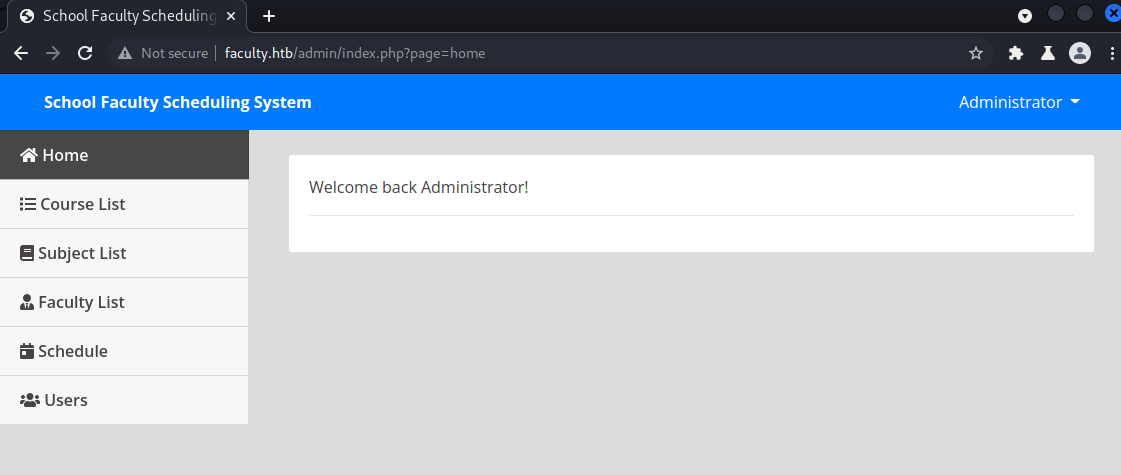 School Faculty Scheduling
Not secure faculty.htb/admin/index.php?page=home
School Faculty Scheduling System
Administrator
Home
Welcome back Administrator!
Course List
Subject List
Faculty List
Schedule
Users